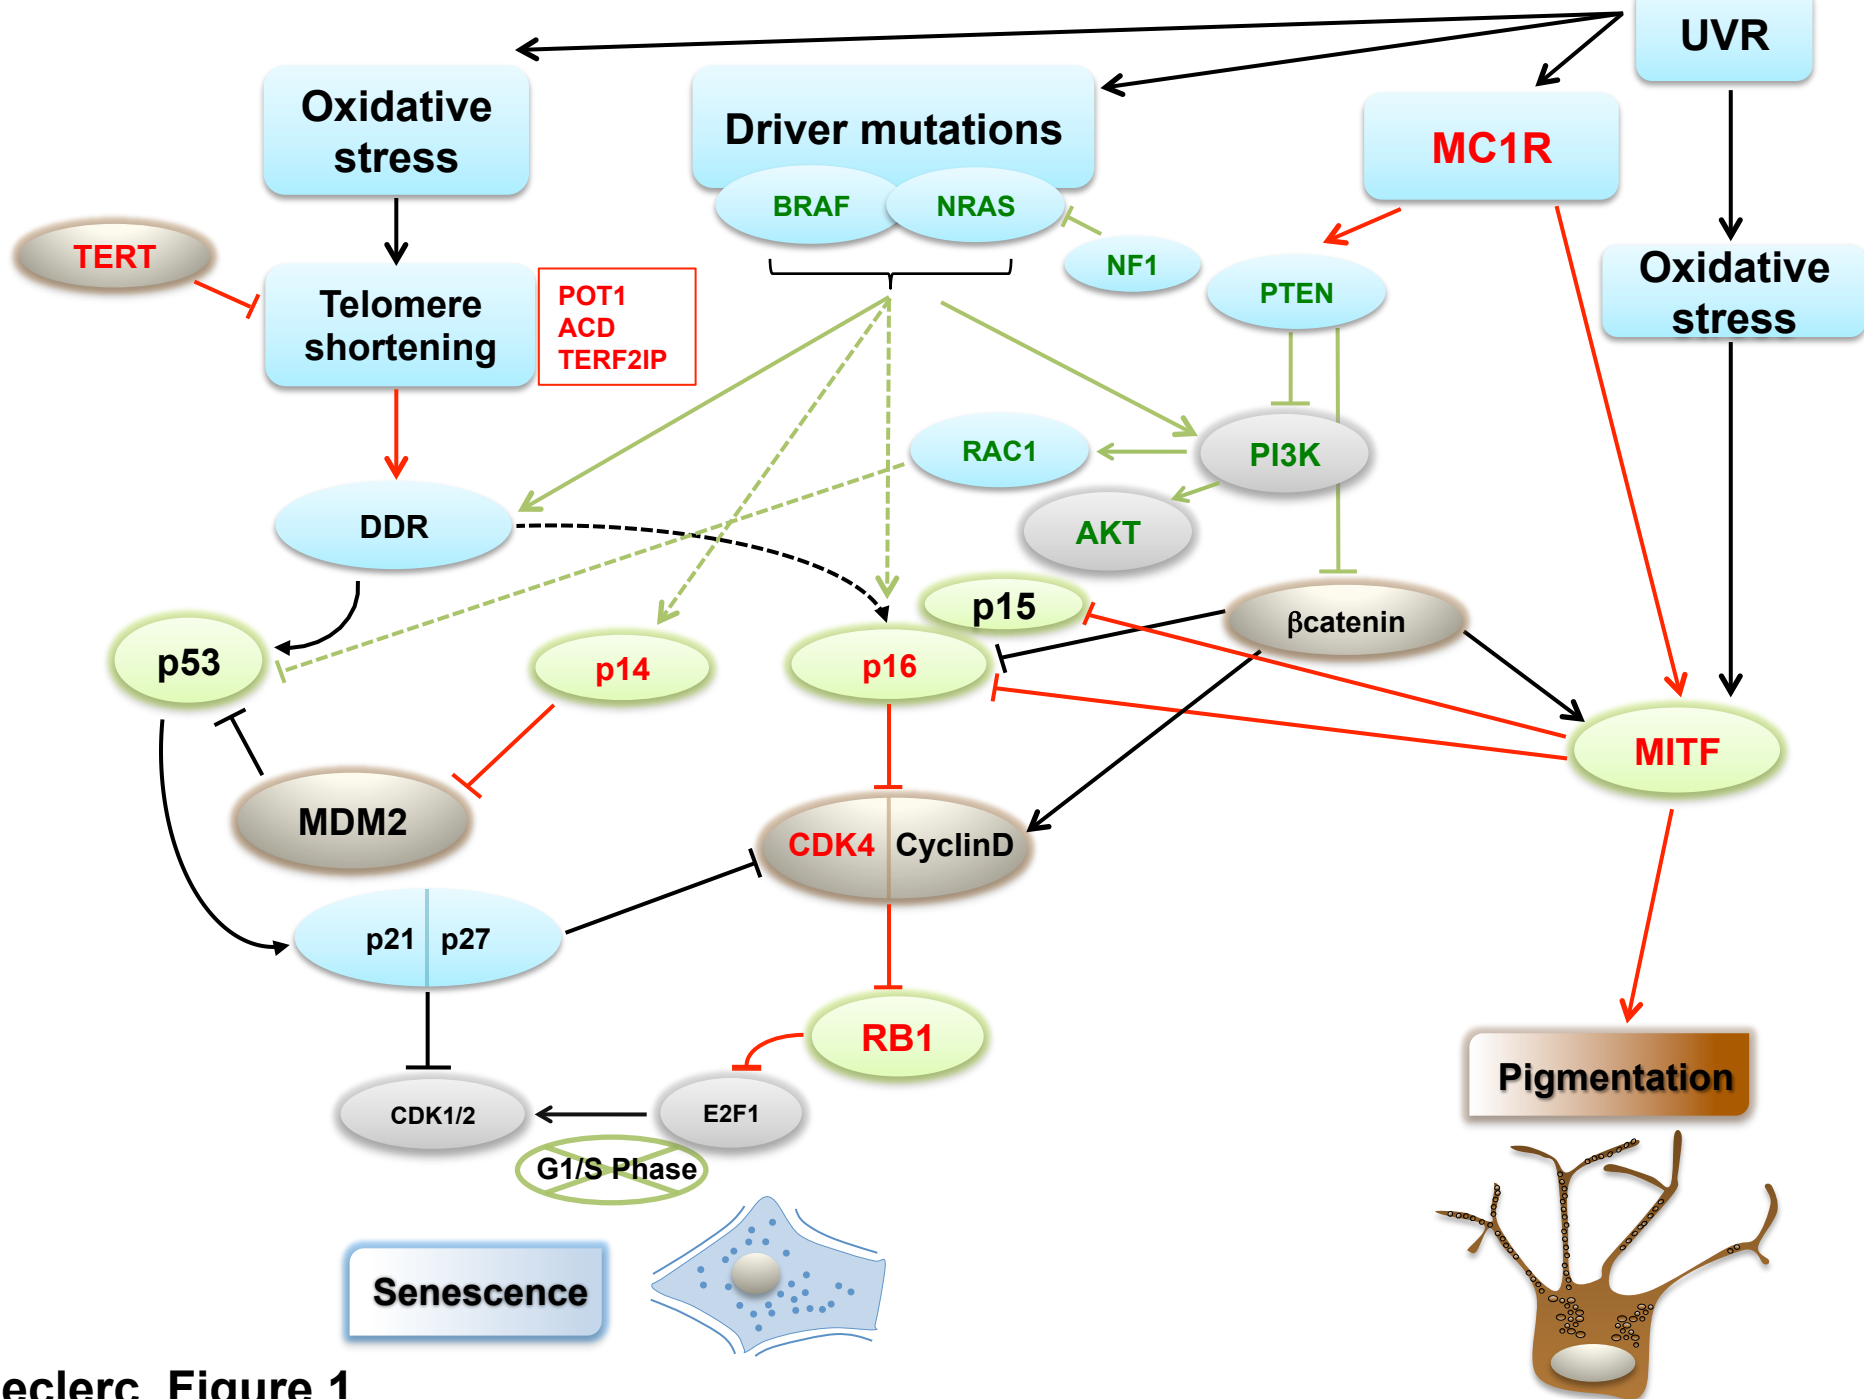 UVR
Oxidative
stress
Driver mutations
MC1R
BRAF
NRAS
TERT
NF1
PTEN
Oxidative
stress
Telomere
shortening
POT1
ACD
TERF2IP
RAC1
PI3K
DDR
AKT
p15
βcatenin
p53
p14
p16
MITF
MDM2
CDK4
CyclinD
p21
p27
RB1
Pigmentation
CDK1/2
E2F1
G1/S Phase
Senescence
eclerc Figure 1